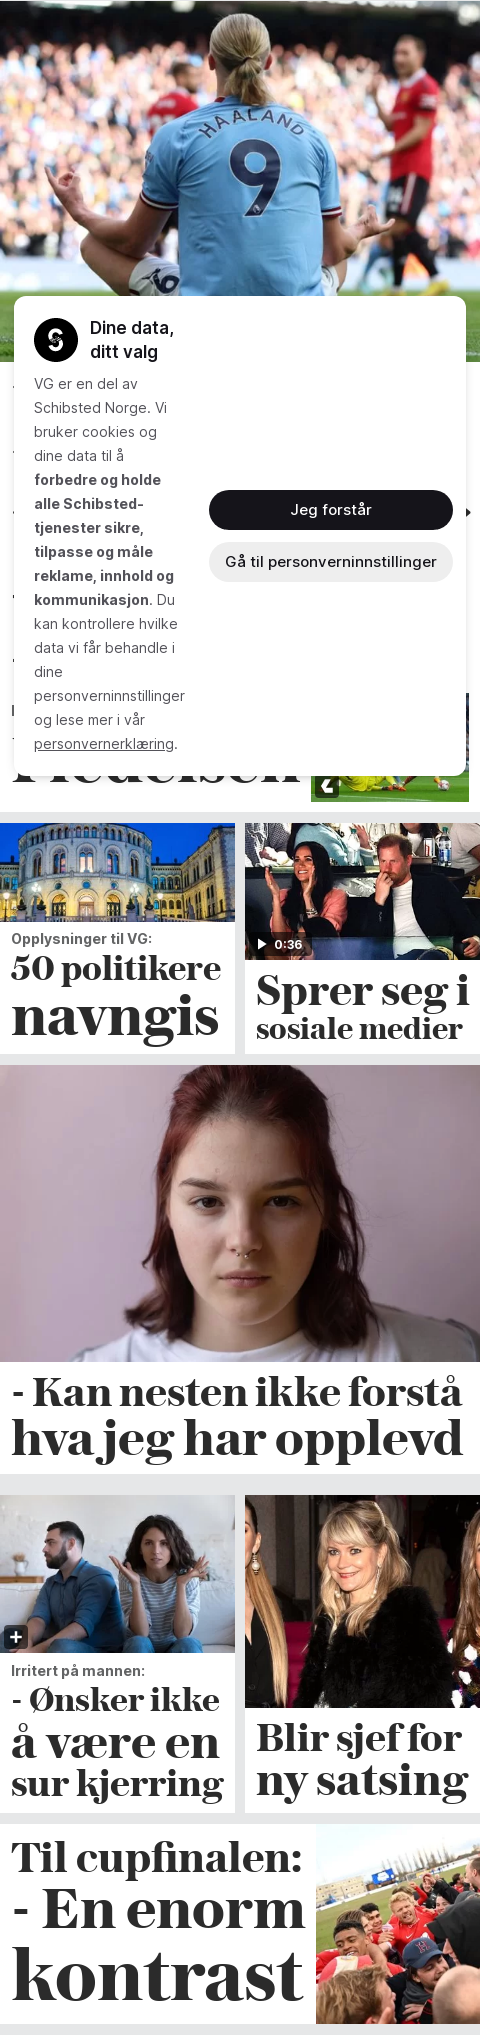 HAALAND
9
Dine data,
ditt valg
VG er en del av
Schibsted Norge. Vi
bruker cookies og
dine data til å
forbedre og holde
alle Schibsted-
tjenester sikre,
tilpasse og måle
reklame, innhold og
kommunikasjon. Du
kan kontrollere hvilke
data vi får behandle i
dine
personverninnstillinger
og lese mer i vår
personvernerklæring.
Jeg forstår
Gå til personverninnstillinger
Opplysninger til VG:
50 politikere
navngis
0:36
Sprer seg i
sosiale medier
- Kan nesten ikke forstå
hva jeg har opplevd
Irritert på mannen:
- Ønsker ikke
å være en
sur kjerring
Blir sjef for
ny satsing
Til cupfinalen:
- En enorm
kontrast